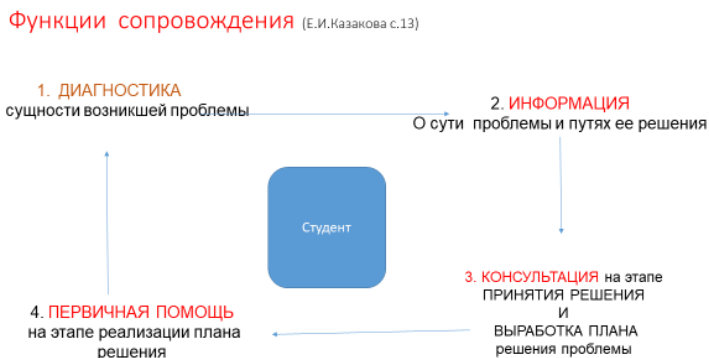 Функции сопровождения (Е.И.Казакова с.13)
1. ДИАГНОСТИКА
сущности возникшей проблемы
2. ИНФОРМАЦИЯ
О сути проблемы и путях ее решения
Студент
3. КОНСУЛЬТАЦИЯ на этапе
ПРИНЯТИЯ РЕШЕНИЯ
И
ВЫРАБОТКА ПЛАНА
решения проблемы
4. ПЕРВИЧНАЯ ПОМОЩЬ
на этапе реализации плана
решения